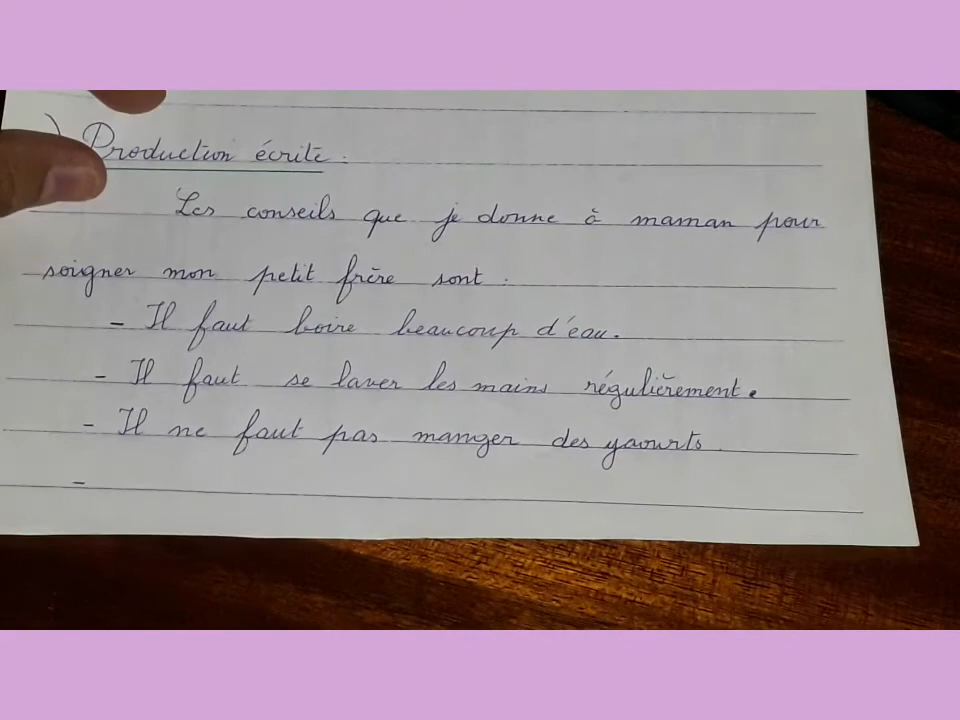 ) Production écrite :
Les conseils que je donne à maman pour
soigner mon petit frère sont :
- Il faut boire beaucoup d'eau.
- Il faut se laver les mains régulièrement.
- Il ne faut pas manger des yaourts
-